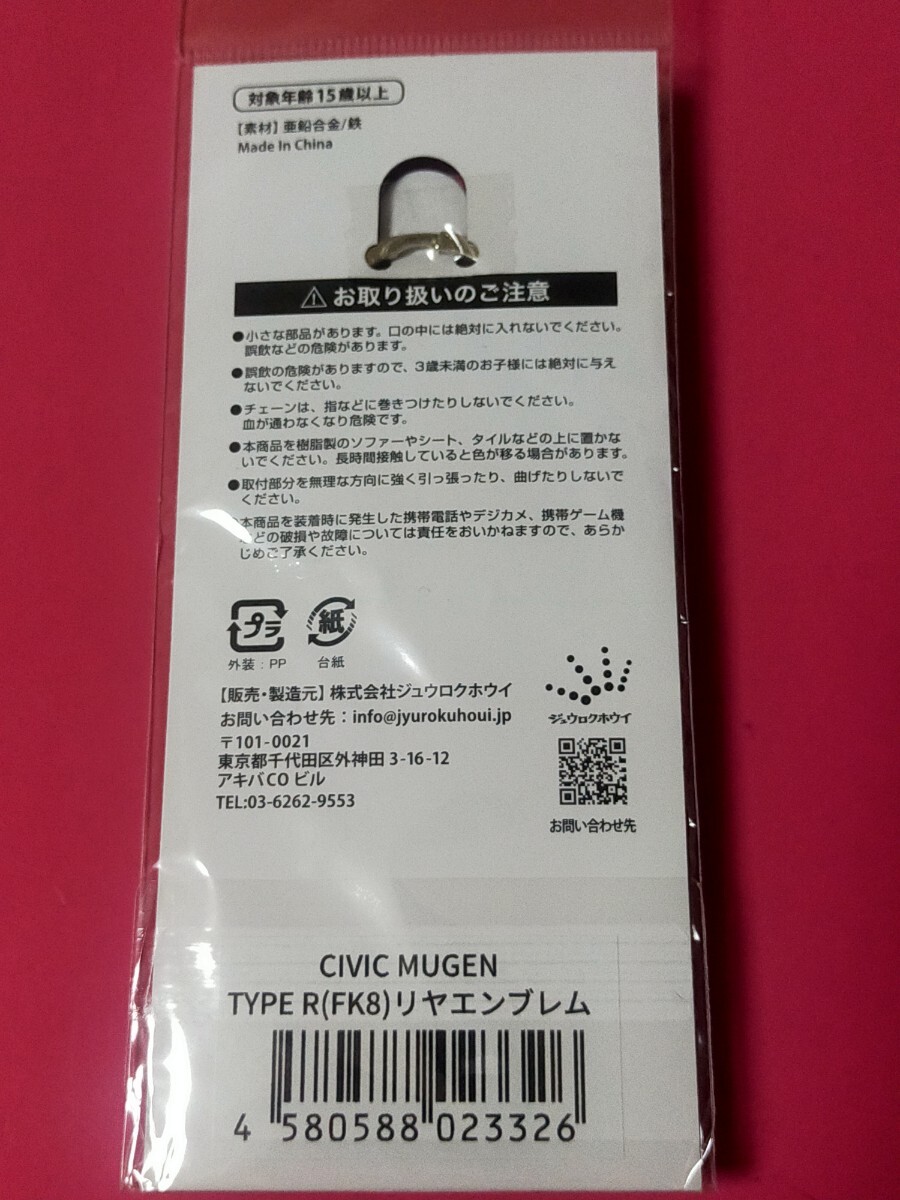 対象年齢15歳以上
【素材】亜鉛合金/鉄
Made In China
お取り扱いのご注意
●小さな部品があります。口の中には絶対に入れないでください。
誤飲などの危険があります。
●誤飲の危険がありますので、3歳未満のお子様には絶対に与え
ないでください。
●チェーンは、指などに巻きつけたりしないでください。
血が通わなくなり危険です。
●本商品を樹脂製のソファーやシート、タイルなどの上に置かな
いでください。長時間接触していると色が移る場合があります。
●取付部分を無理な方向に強く引っ張ったり、曲げたりしないで
ください。
●本商品を装着時に発生した携帯電話やデジカメ、携帯ゲーム機
などの破損や故障については責任をおいかねますので、あらか
じめご了承ください。
プラ
紙
外装：PP
台紙
【販売・製造元】株式会社ジュウロクホウイ
お問い合わせ先：info@jyurokuhoui.jp
〒101-0021
東京都千代田区外神田 3-16-12
アキバCO ビル
TEL:03-6262-9553
ジュウロクホウイ
お問い合わせ先
CIVIC MUGEN
TYPE R(FK8)リヤエンブレム
4 580588 023326